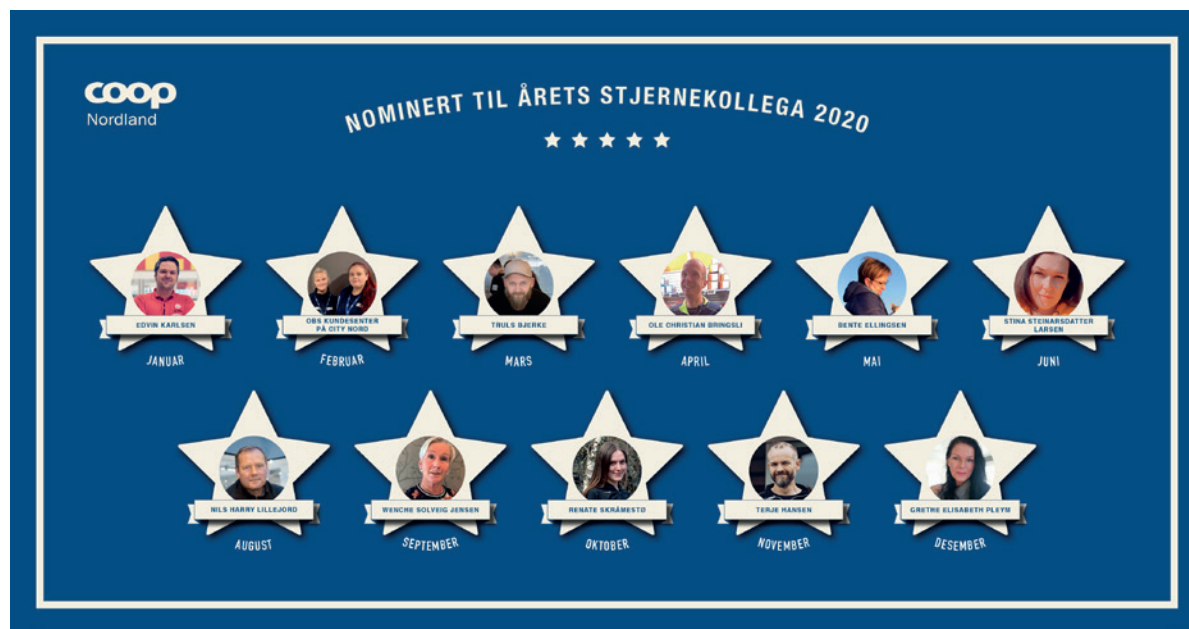 coop
Nordland
NOMINERT TIL ÅRETS STJERNEKOLLEGA 2020
EDVIN KARLSEN
JANUAR
OBS KUNDESENTER
PÅ CITY NORD
FEBRUAR
TRULS BJERKE
MARS
OLE CHRISTIAN BRINGSLI
APRIL
BENTE ELLINGSEN
MAI
STINA STEINARSDATTER
LARSEN
JUNI
NILS HARRY LILLEJORD
AUGUST
WENCHE SOLVEIG JENSEN
SEPTEMBER
RENATE SKRÅMESTØ
OKTOBER
TERJE HANSEN
NOVEMBER
GRETHE ELISABETH PLEYM
DESEMBER